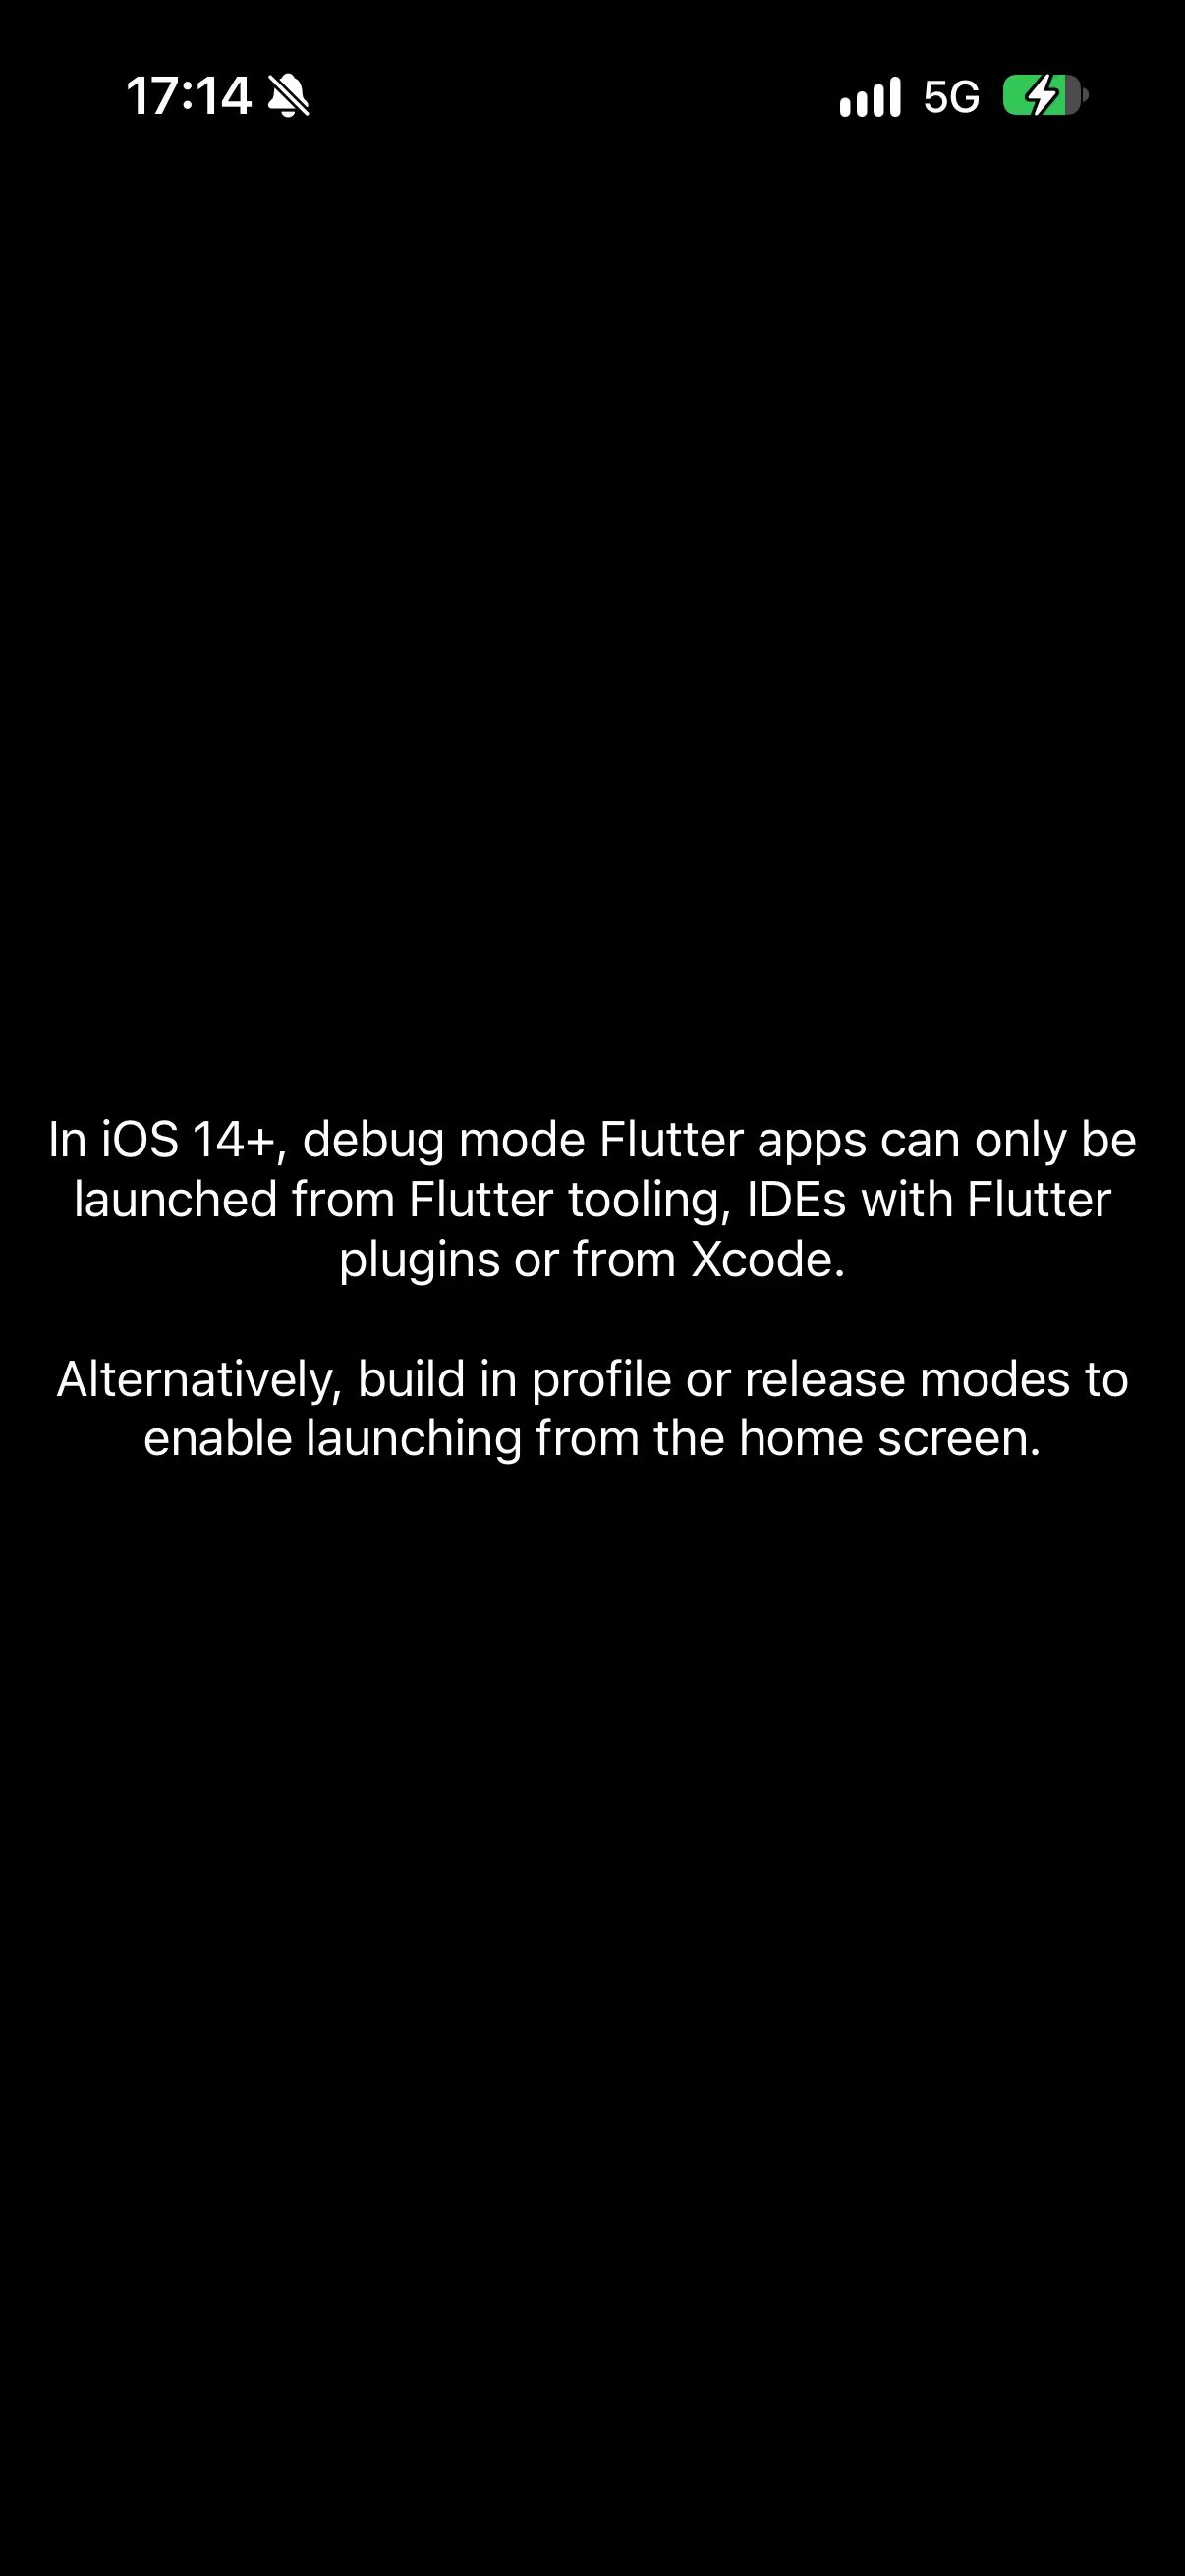 17:14
5G
In iOS 14+, debug mode Flutter apps can only be
launched from Flutter tooling, IDEs with Flutter
plugins or from Xcode.
Alternatively, build in profile or release modes to
enable launching from the home screen.